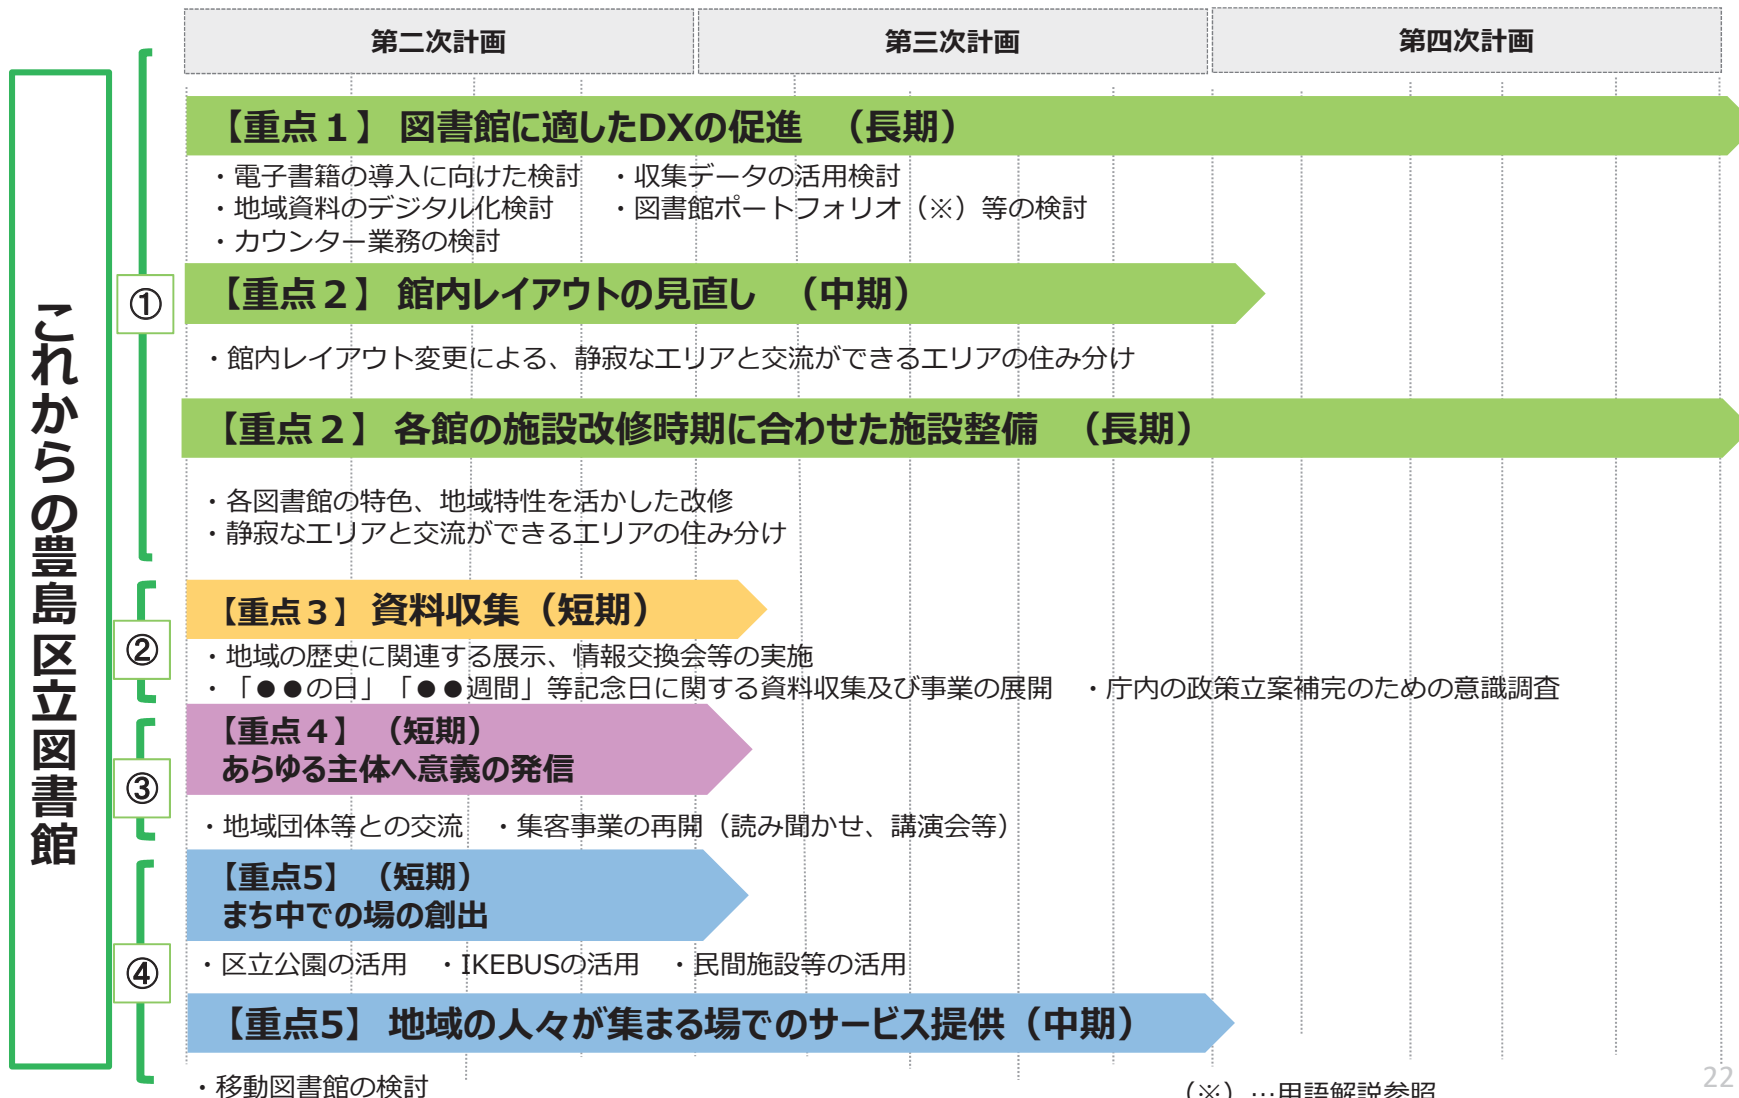 第二次計画 第三次計画 第四次計画
これからの豊島区立図書館
①
【重点１】 図書館に適したDXの促進 （長期）
・電子書籍の導入に向けた検討 ・収集データの活用検討
・地域資料のデジタル化検討 ・図書館ポートフォリオ（※）等の検討
・カウンター業務の検討
【重点２】 館内レイアウトの見直し （中期）
・館内レイアウト変更による、静寂なエリアと交流ができるエリアの住み分け
【重点２】 各館の施設改修時期に合わせた施設整備 （長期）
・各図書館の特色、地域特性を活かした改修
・静寂なエリアと交流ができるエリアの住み分け
②
【重点３】 資料収集（短期）
・地域の歴史に関連する展示、情報交換会等の実施
・「●●の日」「●●週間」等記念日に関する資料収集及び事業の展開 ・庁内の政策立案補完のための意識調査
③
【重点４】 （短期）
あらゆる主体へ意義の発信
・地域団体等との交流 ・集客事業の再開（読み聞かせ、講演会等）
④
【重点5】 （短期）
まち中での場の創出
・区立公園の活用 ・IKEBUSの活用 ・民間施設等の活用
【重点5】 地域の人々が集まる場でのサービス提供（中期）
・移動図書館の検討
（※）…用語解説参照
22